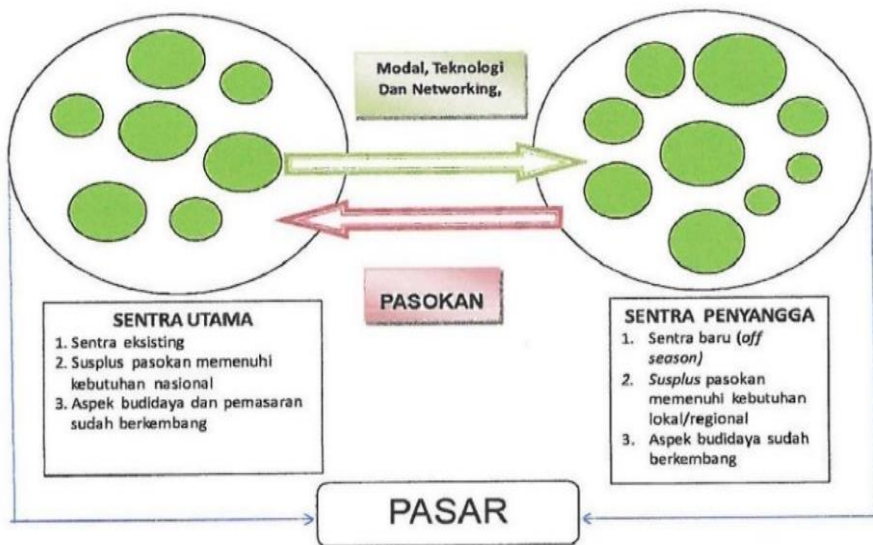 Modal, Teknologi
Dan Networking,
PASOKAN
SENTRA UTAMA
1. Sentra eksisting
2. Susplus pasokan memenuhi
kebutuhan nasional
3. Aspek budidaya dan pemasaran
sudah berkembang
SENTRA PENYANGGA
1. Sentra baru (off
season)
2. Susplus pasokan
memenuhi kebutuhan
lokal/regional
3. Aspek budidaya sudah
berkembang
PASAR